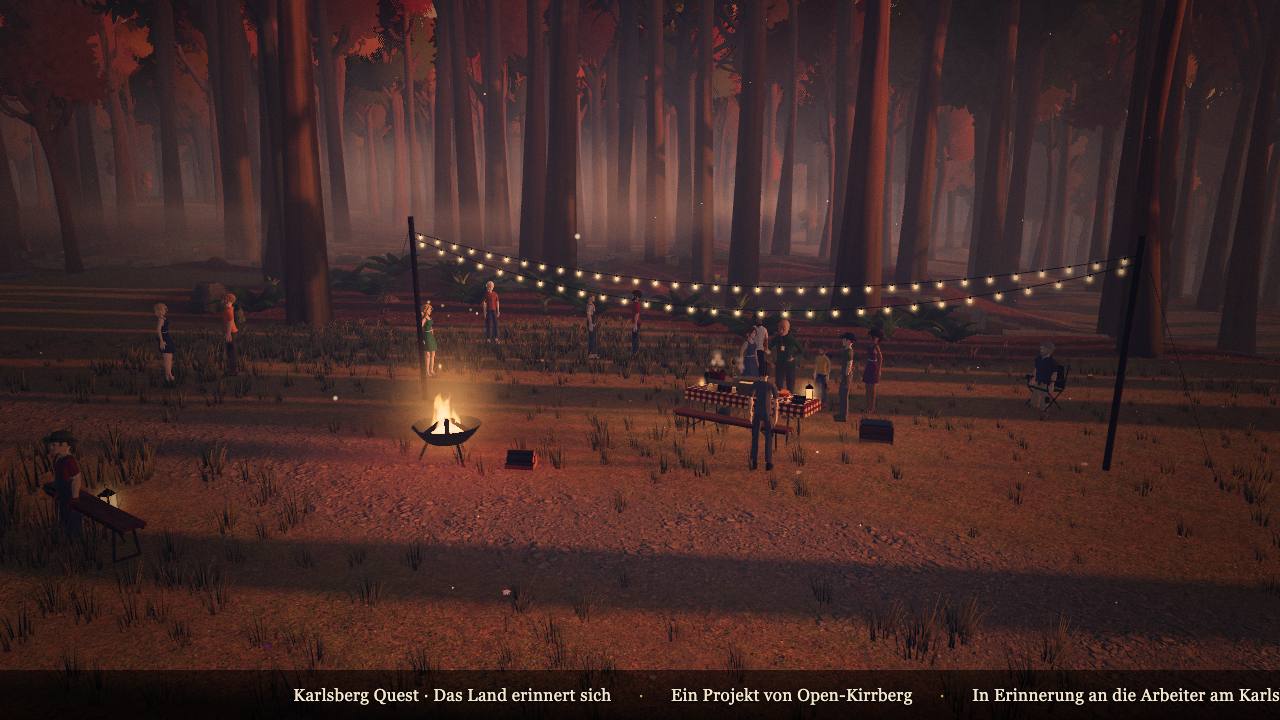 Karlsberg Quest · Das Land erinnert sich · Ein Projekt von Open-Kirrberg · In Erinnerung an die Arbeiter am Karls